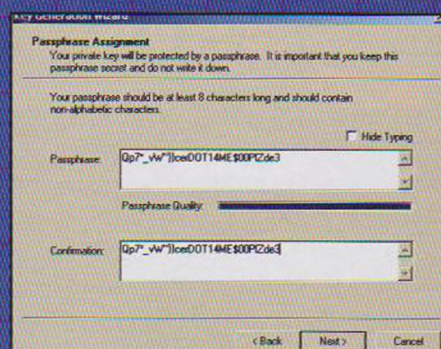 Key Generation Wizard
Passphrase Assignment
Your private key will be protected by a passphrase. It is important that you keep this
passphrase secret and do not write it down.
Your passphrase should be at least 8 characters long and should contain
non-alphabetic characters.
Hide Typing
Passphrase:
Passphrase Quality:
Confirmation:
< Back
Next >
Cancel